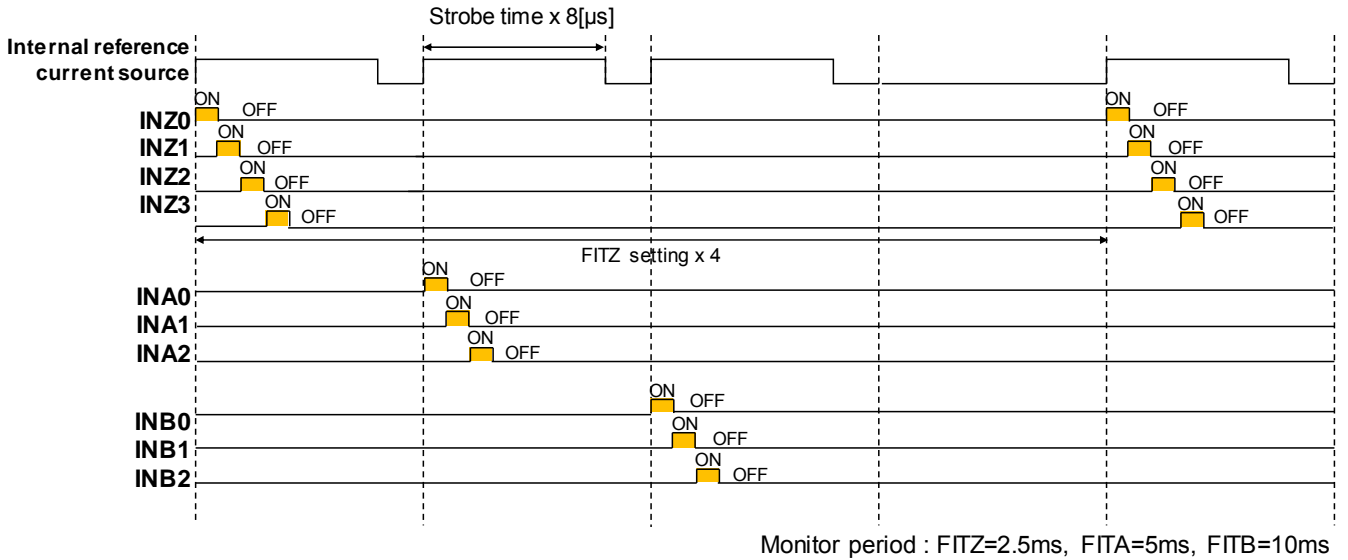 Strobe time x 8[μs]
Internal reference
current source
ON OFF ON OFF
INZ0
ON ON
INZ1 OFF OFF
ON ON
INZ2 OFF OFF
INZ3 ON ON
OFF OFF
FITZ setting x 4
ON OFF
INA0
ON
INA1 OFF
ON
INA2 OFF
ON OFF
INB0
ON
INB1 OFF
ON
INB2 OFF
Monitor period : FITZ=2.5ms, FITA=5ms, FITB=10ms